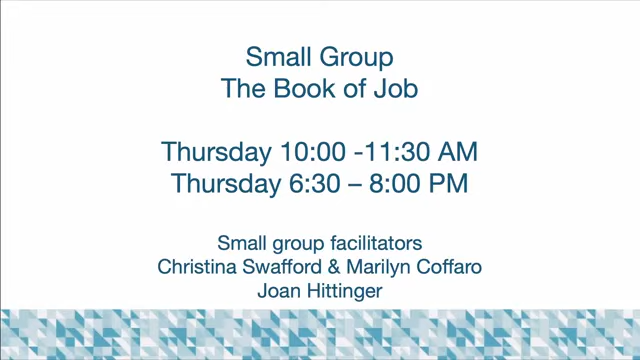 Small Group
The Book of Job
Thursday 10:00 -11:30 AM
Thursday 6:30 – 8:00 PM
Small group facilitators
Christina Swafford & Marilyn Coffaro
Joan Hittinger